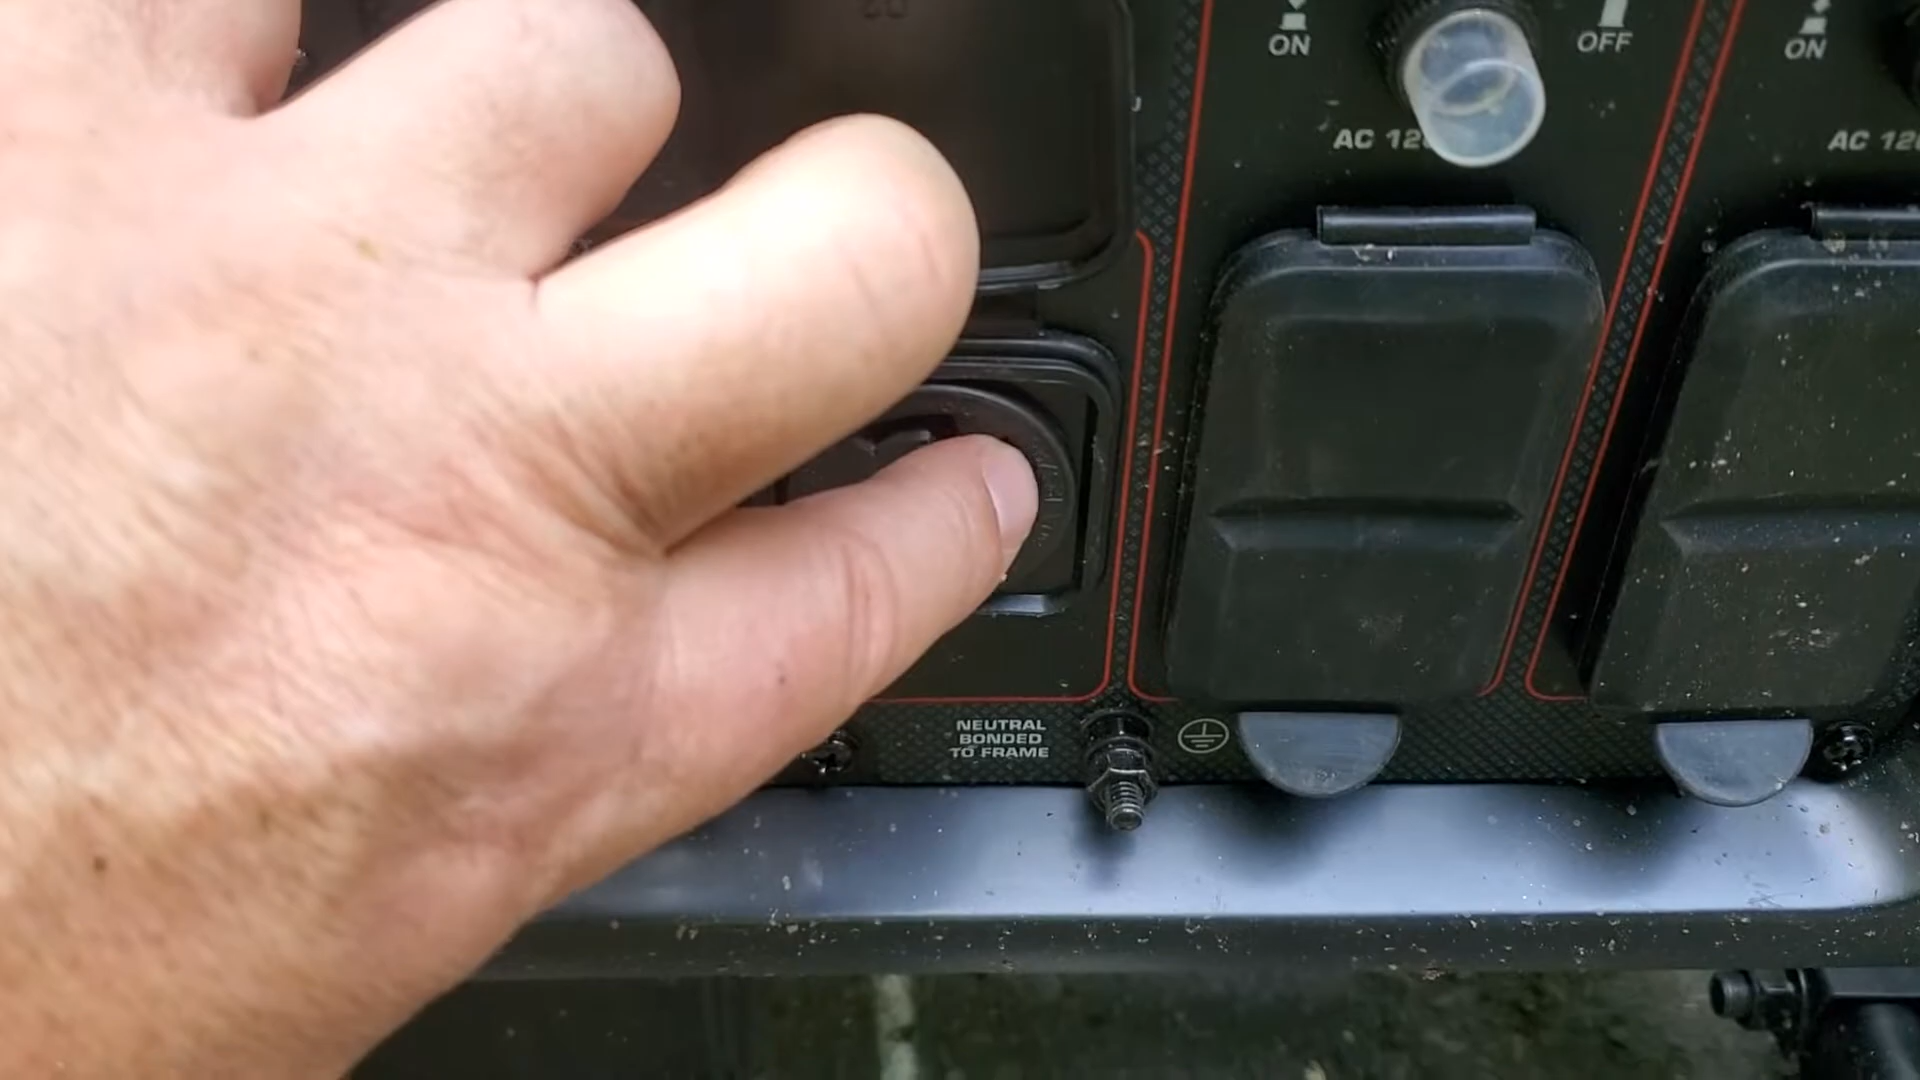 ON
OFF
ON
AC 12
AC 12
NEUTRAL
BONDED
TO FRAME